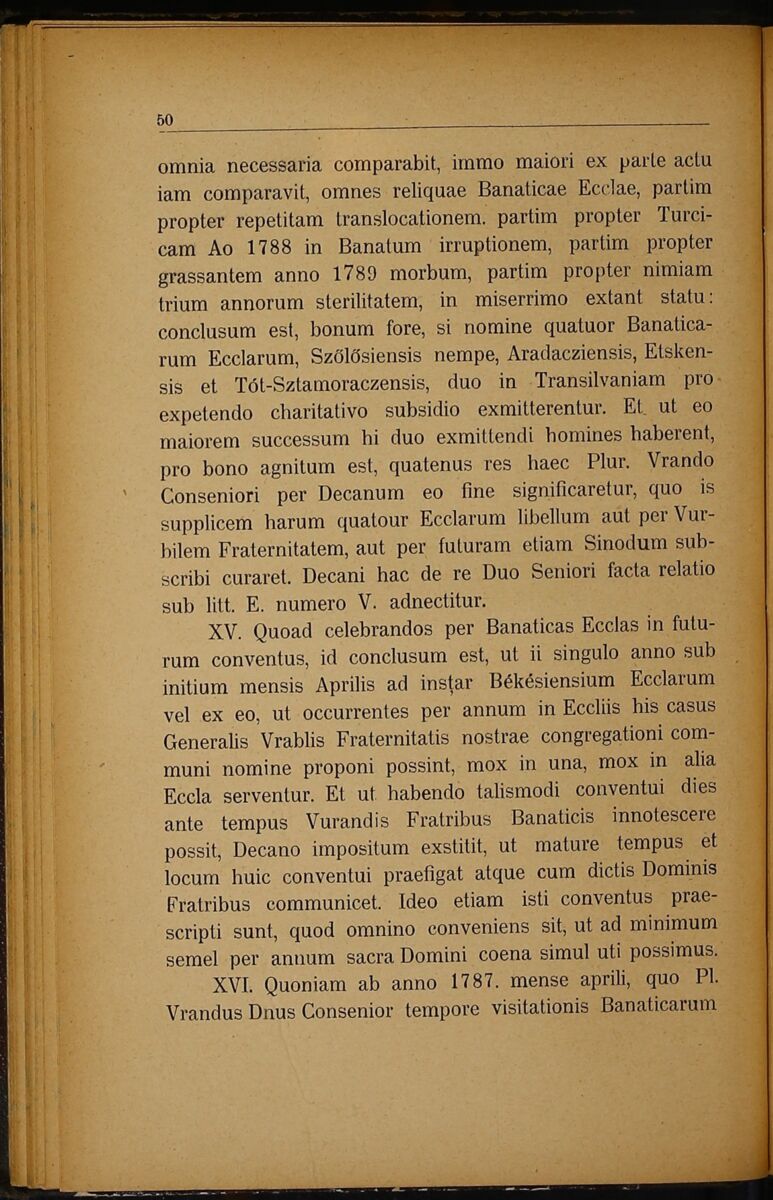 50
omnia necessaria comparabit, immo maiori ex parte actu
iam comparavit, omnes reliquae Banaticae Ecclae, partim
propter repetitam translocationem. partim propter Turci-
cam Ao 1788 in Banatum irruptionem, partim propter
grassantem anno 1789 morbum, partim propter nimiam
trium annorum sterilitatem, in miserrimo extant statu:
conclusum est, bonum fore, si nomine quatuor Banatica-
rum Ecclarum, Szőlősiensis nempe, Aradacziensis, Etsken-
sis et Tót-Sztamoraczensis, duo in Transilvaniam pro
expetendo charitativo subsidio exmitterentur. Et ut eo
maiorem successum hi duo exmittendi homines haberent,
pro bono agnitum est, quatenus res haec Plur. Vrando
Conseniori per Decanum eo fine significaretur, quo is
supplicem harum quatour Ecclarum libellum aut per Vur-
bilem Fraternitatem, aut per futuram etiam Sinodum sub-
scribi curaret. Decani hac de re Duo Seniori facta relatio
sub litt. E. numero V. adnectitur.
XV. Quoad celebrandos per Banaticas Ecclas in futu-
rum conventus, id conclusum est, ut ii singulo anno sub
initium mensis Aprilis ad instar Békésiensium Ecclarum
vel ex eo, ut occurrentes per annum in Eccliis his casus
Generalis Vrablis Fraternitatis nostrae congregationi com-
muni nomine proponi possint, mox in una, mox in alia
Eccla serventur. Et ut habendo talismodi conventui dies
ante tempus Vurandis Fratribus Banaticis innotescere
possit, Decano impositum exstitit, ut mature tempus et
locum huic conventui praefigat atque cum dictis Dominis
Fratribus communicet. Ideo etiam isti conventus prae-
scripti sunt, quod omnino conveniens sit, ut ad minimum
semel per annum sacra Domini coena simul uti possimus.
XVI. Quoniam ab anno 1787. mense aprili, quo Pl.
Vrandus Dnus Consenior tempore visitationis Banaticarum